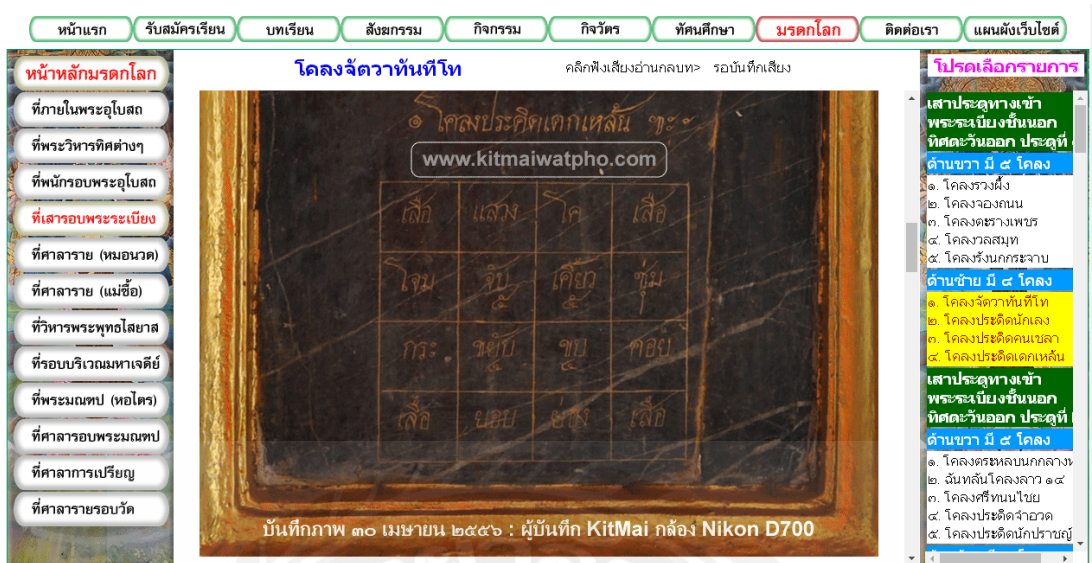 หน้าแรก
รับสมัครเรียน
บทเรียน
สังฆกรรม
กิจกรรม
กิจวัตร
ทัศนศึกษา
มรดกโลก
ติดต่อเรา
แผนผังเว็บไซต์
หน้าหลักมรดกโลก
ที่ภายในพระอุโบสถ
ที่พระวิหารทิศต่างๆ
ที่พนักรอบพระอุโบสถ
ที่เสารอบพระระเบียง
ที่ศาลาราย (หมอนวด)
ที่ศาลาราย (แม่ซื้อ)
ที่วิหารพระพุทธไสยาส
ที่รอบบริเวณมหาเจดีย์
ที่พระมณฑป (หอไตร)
ที่ศาลารอบพระมณฑป
ที่ศาลาการเปรียญ
ที่ศาลารายรอบวัด
โคลงจัตวาทันทีโท
คลิกฟังเสียงอ่านกลบท> รอบันทึกเสียง
๏ โคลงประดิศเดกเหล้น ฯะ
www.kitmaiwatpho.com
เสือ แสวง โค เสือ
โจม จับ เคี้ยว ซุ่ม
๕ ๕
กระ ขยับ ขบ ค่อย
๕ ๕
เสือ ย่อง เสือ
บันทึกภาพ ๓๐ เมษายน ๒๕๕๖ : ผู้บันทึก KitMai กล้อง Nikon D700
โปรดเลือกรายการ
เสาประตูทางเข้า
พระระเบียงชั้นนอก
ทิศตะวันออก ประตูที่
ด้านขวา มี ๕ โคลง
๑. โคลงรวงผึ้ง
๒. โคลงจองถนน
๓. โคลงตะรางเพชร
๔. โคลงวลสมุท
๕. โคลงรังนกกระจาบ
ด้านซ้าย มี ๔ โคลง
๑. โคลงจัตวาทันทีโท
๒. โคลงประดิดนักเลง
๓. โคลงประดิดคนเขลา
๔. โคลงประดิดเดกเหล้น
เสาประตูทางเข้า
พระระเบียงชั้นนอก
ทิศตะวันออก ประตูที่
ด้านขวา มี ๕ โคลง
๑. โคลงตระหลบนกกลาง
๒. ฉันทลันโคลงลาว ๑๔
๓. โคลงศรีทนนไชย
๔. โคลงประดิดจำอวด
๕. โคลงประดิดนักปราชญ์